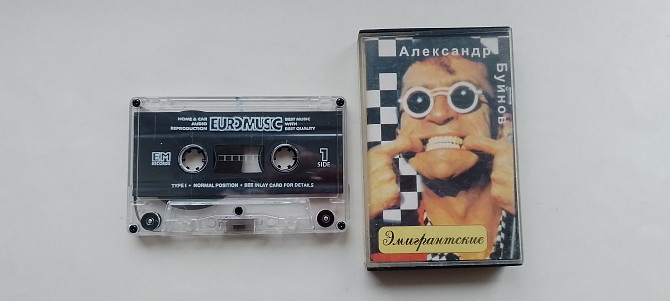 HOME & CAR
AUDIO
REPRODUCTION
EUROMUSIC
BEST MUSIC
WITH
BEST QUALITY
EM
RECORDS
1
SIDE
TYPE I • NORMAL POSITION • SEE INLAY CARD FOR DETAILS
Александр
Буйнов
Эмигрантские